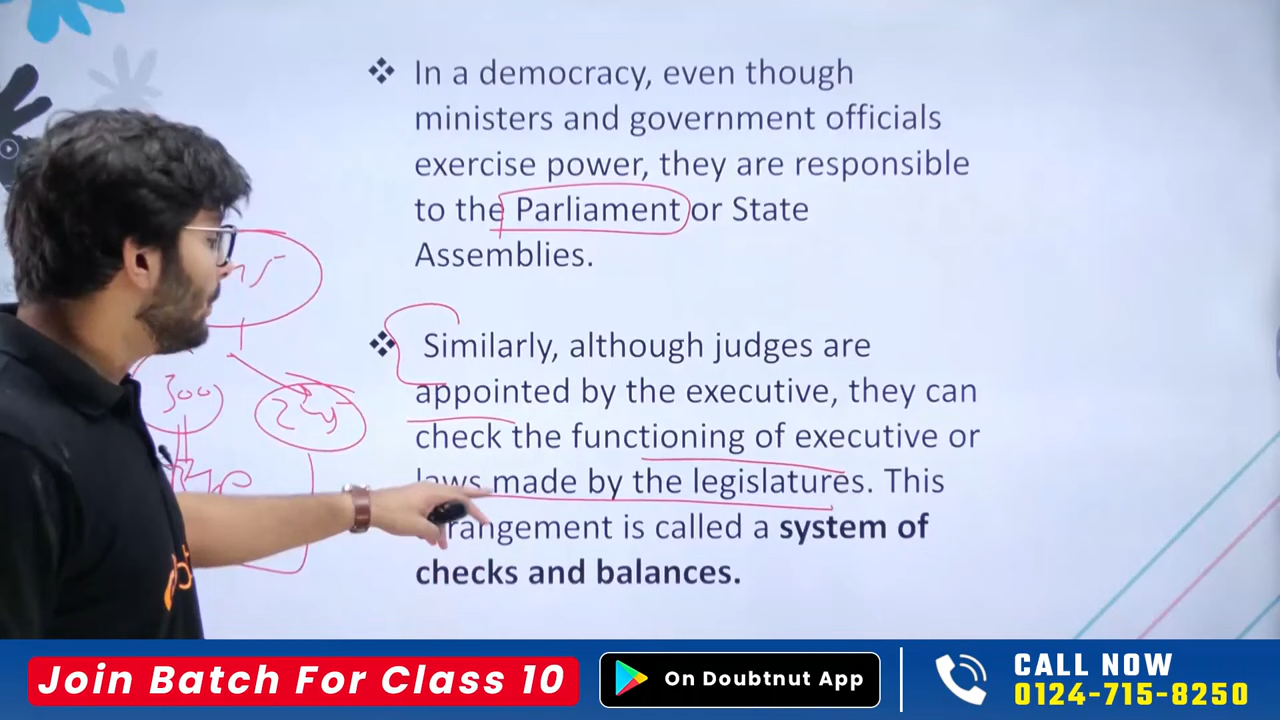 In a democracy, even though
ministers and government officials
exercise power, they are responsible
to the Parliament or State
Assemblies.
Similarly, although judges are
appointed by the executive, they can
check the functioning of executive or
laws made by the legislatures. This
arrangement is called a system of
checks and balances.
300
Join Batch For Class 10
On Doubtnut App
CALL NOW
0124-715-8250